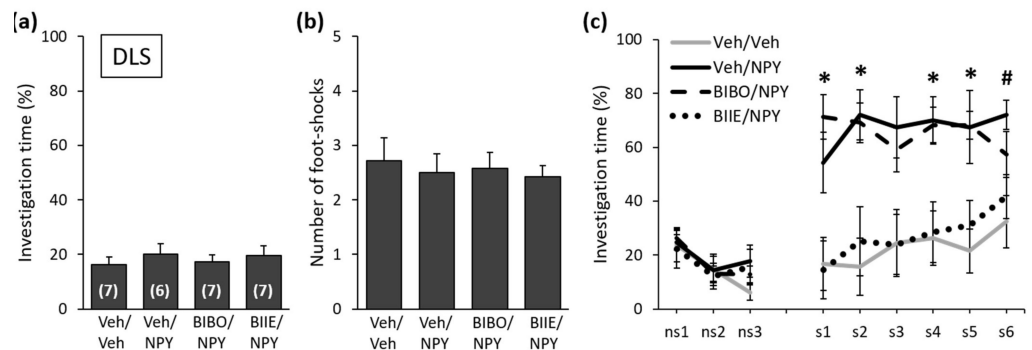 (a)
Investigation time (%)
100
80
60
40
20
0
DLS
(7)
(6)
(7)
(7)
Veh/
Veh
Veh/
NPY
BIBO/
NPY
BIIE/
NPY
(b)
Number of foot-shocks
5
4
3
2
1
0
Veh/
Veh
Veh/
NPY
BIBO/
NPY
BIIE/
NPY
(c)
Investigation time (%)
100
80
60
40
20
0
Veh/Veh
Veh/NPY
BIBO/NPY
BIIE/NPY
* * * * #
ns1 ns2 ns3 s1 s2 s3 s4 s5 s6